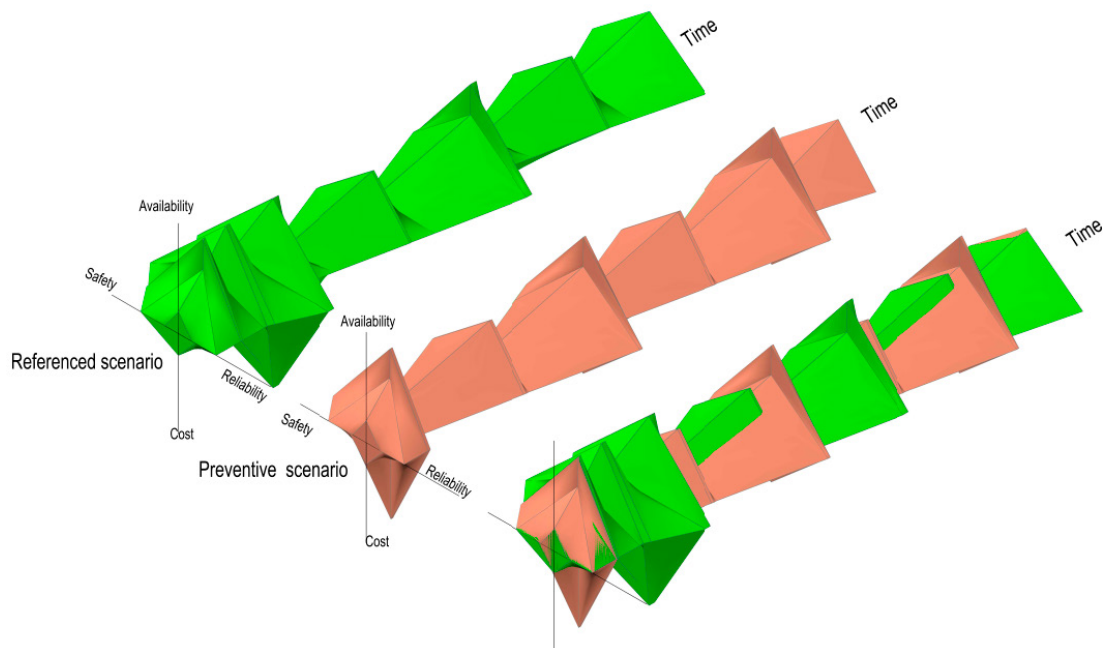 Time
Time
Availability
Time
Safety
Availability
Referenced scenario
Reliability
Safety
Cost
Preventive  scenario
Reliability
Cost